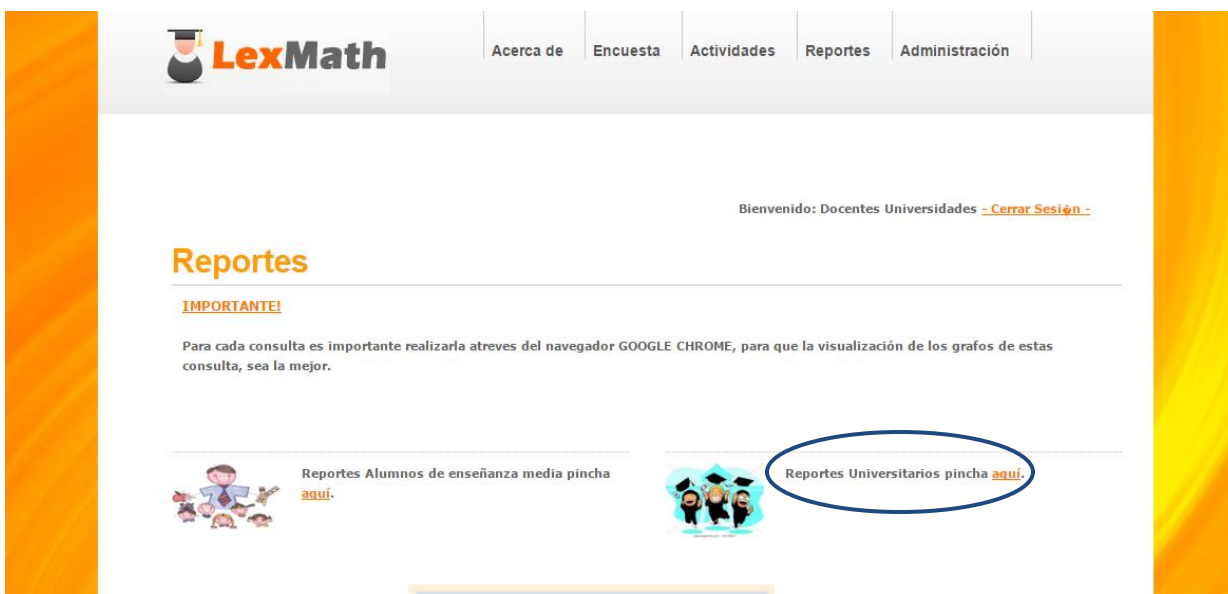 LexMath
Acerca de
Encuesta
Actividades
Reportes
Administración
Bienvenido: Docentes Universidades - Cerrar Sesi�n -
Reportes
IMPORTANTE!
Para cada consulta es importante realizarla atreves del navegador GOOGLE CHROME, para que la visualización de los grafos de estas
consulta, sea la mejor.
Reportes Alumnos de enseñanza media pincha
aquí.
Reportes Universitarios pincha aquí.